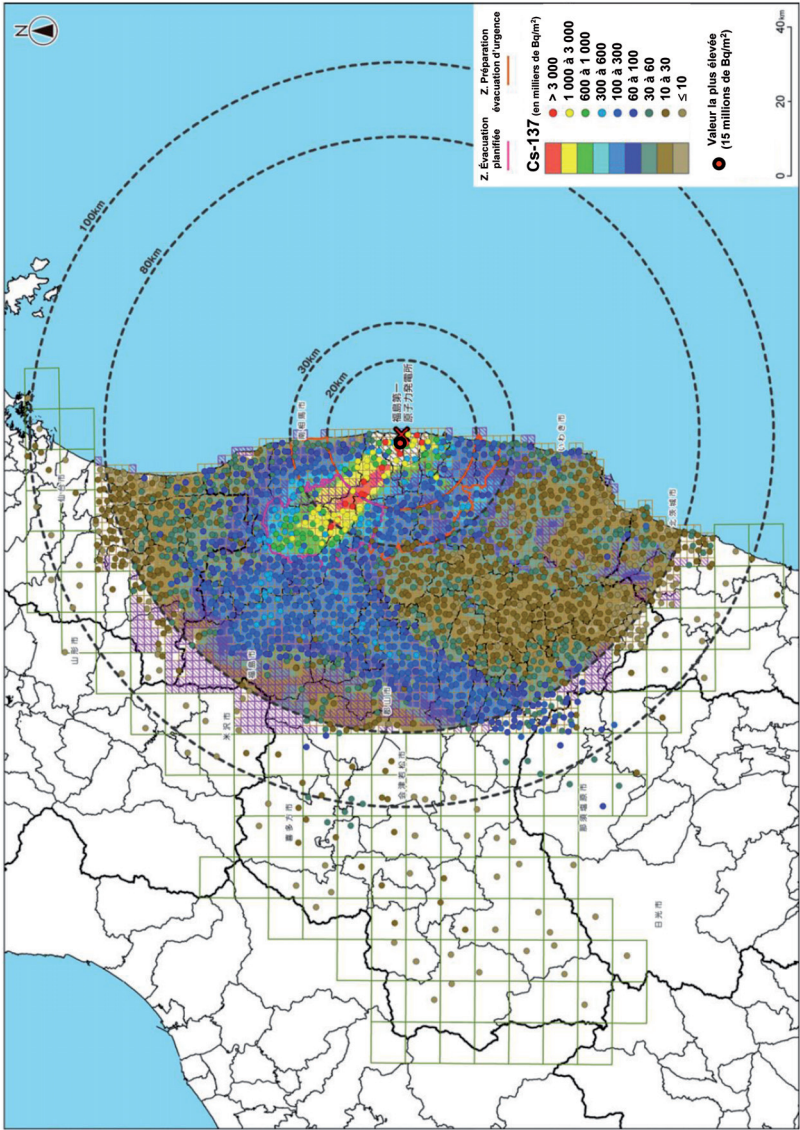 N
100km
80km
30km
20km
福島第一
原子力発電所
南相馬市
いわき市
北茨城市
仙台市
山形市
米沢市
福島市
郡山市
会津若松市
喜多方市
那須塩原市
日光市
Z. Évacuation
planifiée
Z. Préparation
évacuation d'urgence
Cs-137 (en milliers de Bq/m²)
> 3 000
1 000 à 3 000
600 à 1 000
300 à 600
100 à 300
60 à 100
30 à 60
10 à 30
≤ 10
Valeur la plus élevée
(15 millions de Bq/m²)
0
20
40km